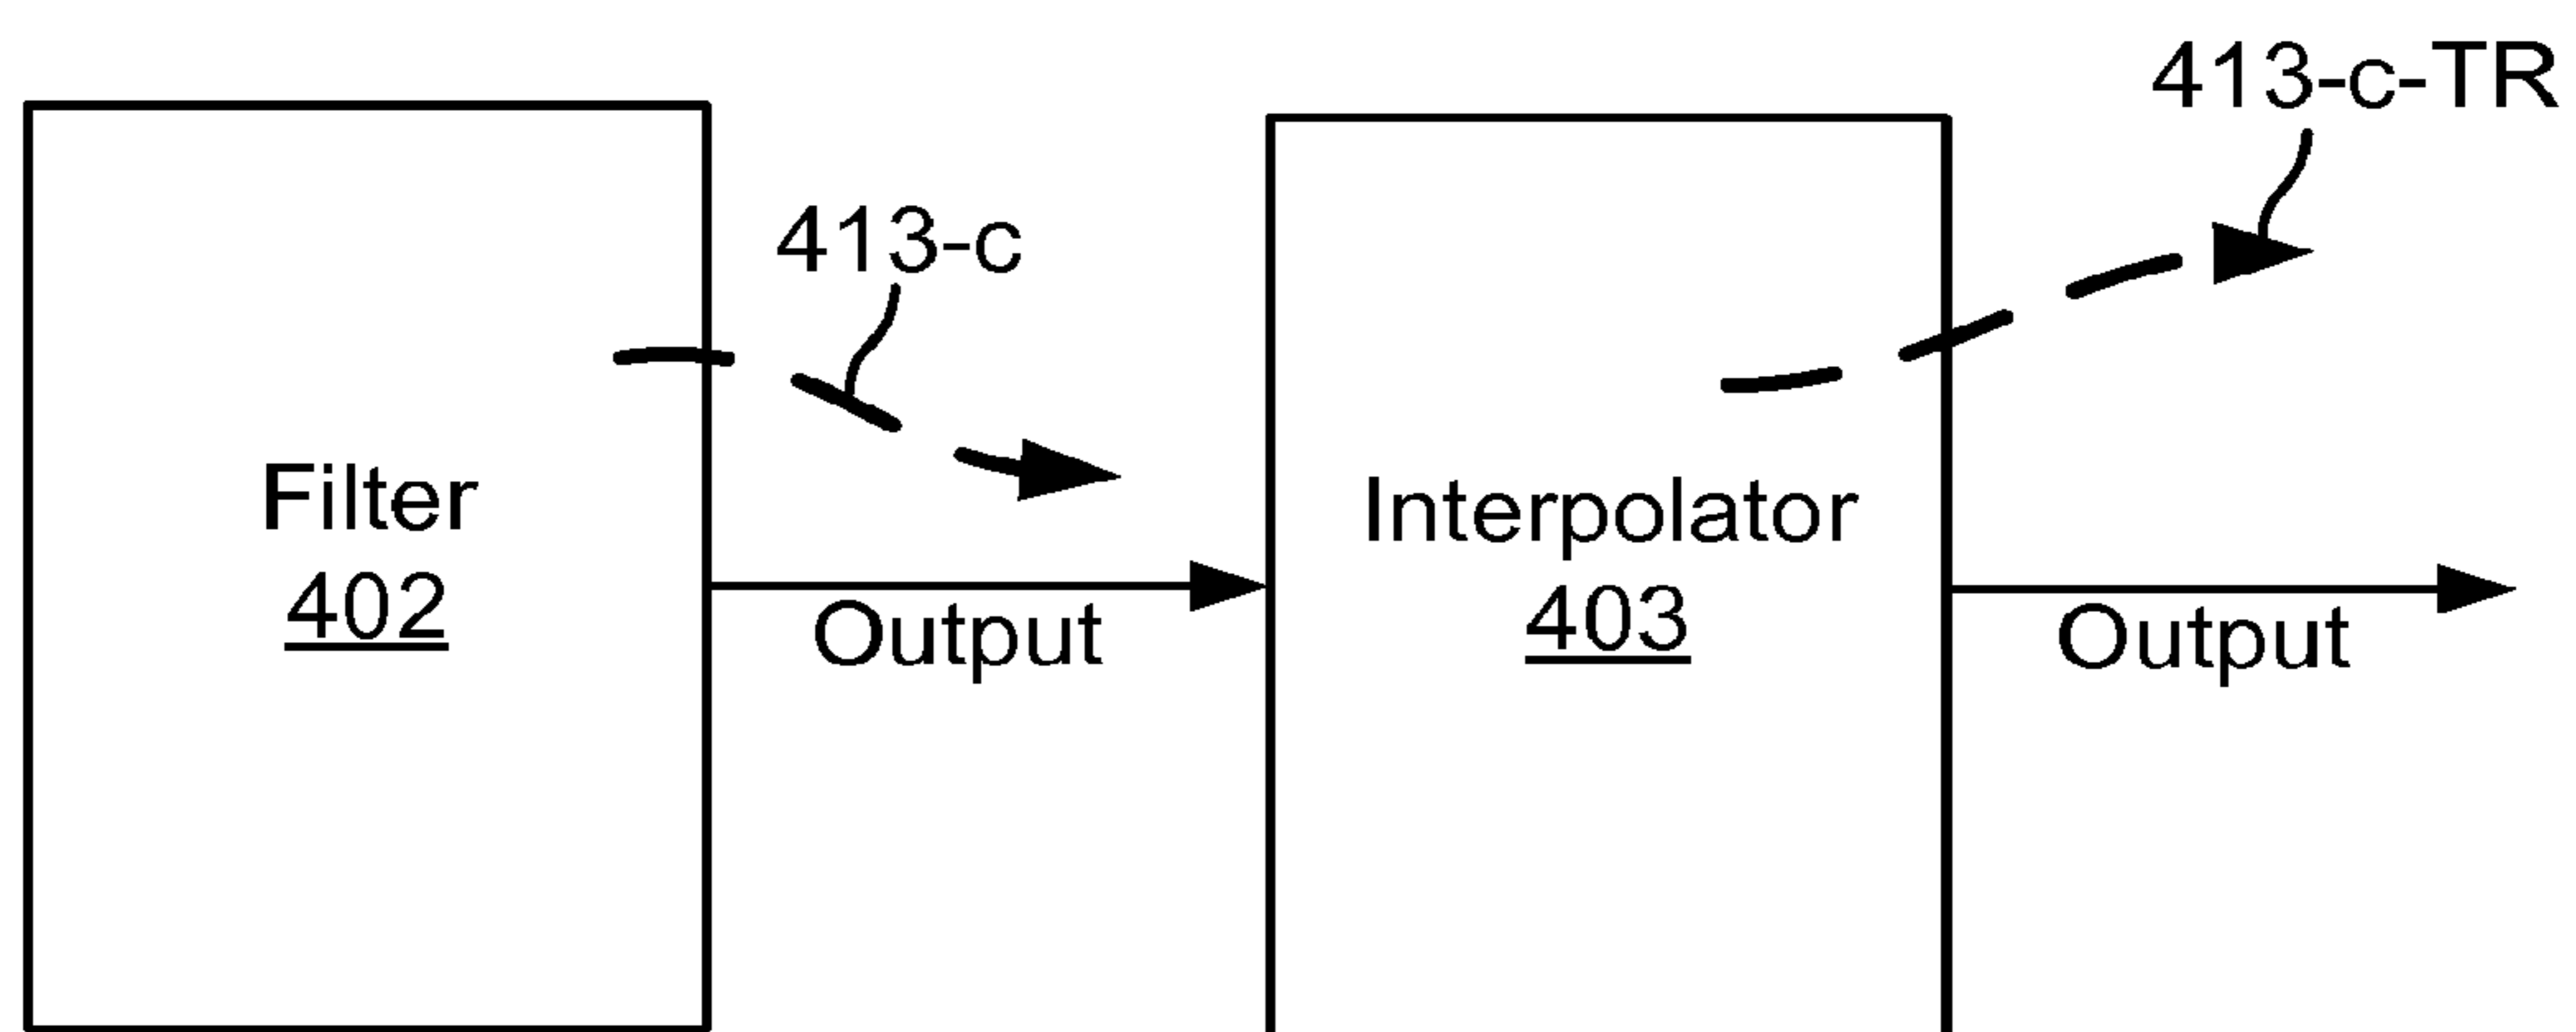 413-c-TR
413-c
Filter
402
Output
Interpolator
403
Output